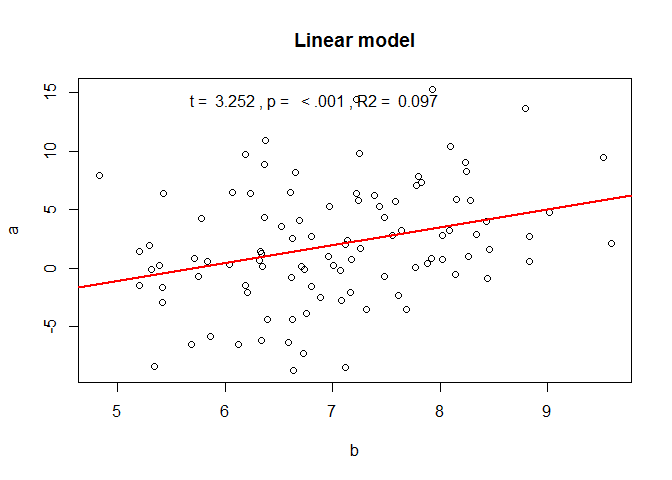 Linear model
t = 3.252 , p = < .001 , R2 = 0.097
15
10
5
0
-5
a
5 6 7 8 9
b